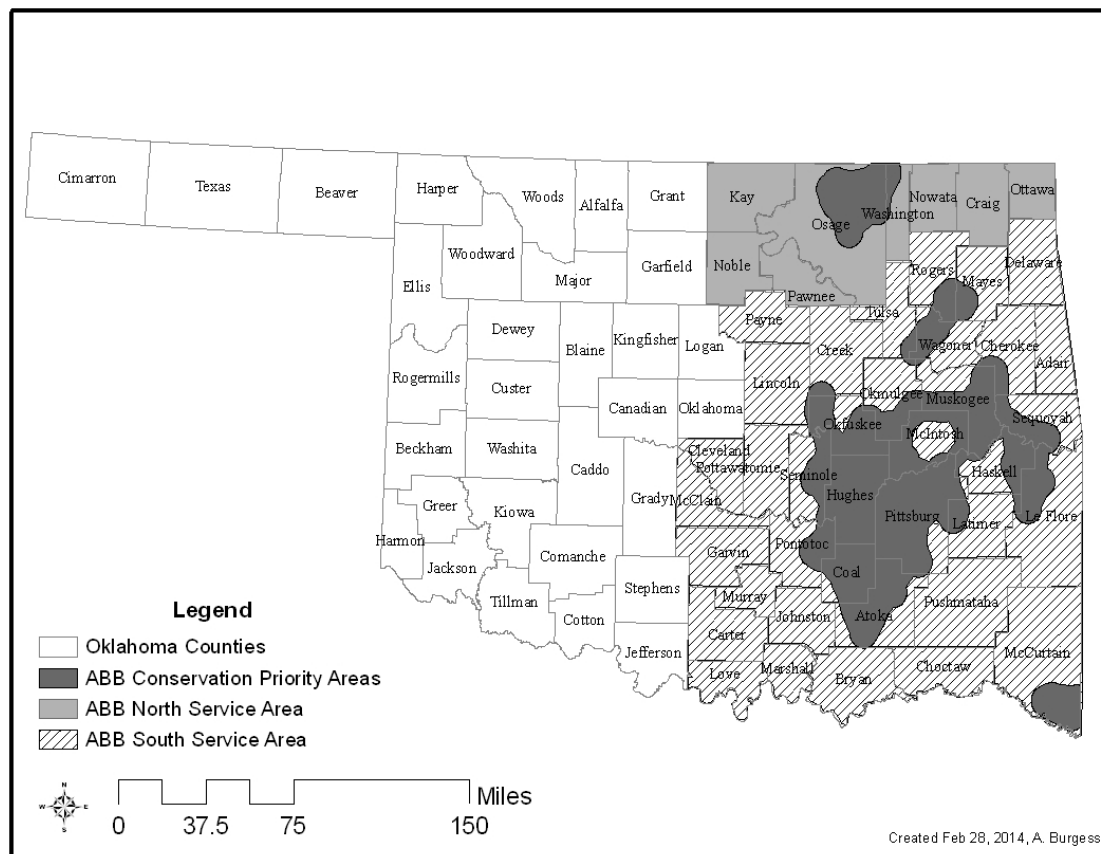 Cimarron
Texas
Beaver
Harper
Woods
Alfalfa
Grant
Kay
Osage
Washington
Nowata
Craig
Ottawa
Woodward
Ellis
Major
Garfield
Noble
Rogers
Mayes
Delaware
Pawnee
Dewey
Blaine
Kingfisher
Logan
Payne
Creek
Tulsa
Wagoner
Cherokee
Adair
Rogermills
Custer
Canadian
Oklahoma
Lincoln
Okmulgee
Muskogee
Okfuskee
McIntosh
Sequoyah
Beckham
Washita
Caddo
Cleveland
Pottawatomie
Seminole
Haskell
Greer
Kiowa
Grady
McClain
Hughes
Pittsburg
Latimer
Le Flore
Harmon
Jackson
Comanche
Garvin
Pontotoc
Coal
Tillman
Cotton
Stephens
Murray
Johnston
Atoka
Pushmataha
Jefferson
Carter
Love
Marshall
Bryan
Choctaw
McCurtain
Legend
Oklahoma Counties
ABB Conservation Priority Areas
ABB North Service Area
ABB South Service Area
N
W
E
S
Miles
0
37.5
75
150
Created Feb 28, 2014, A. Burgess